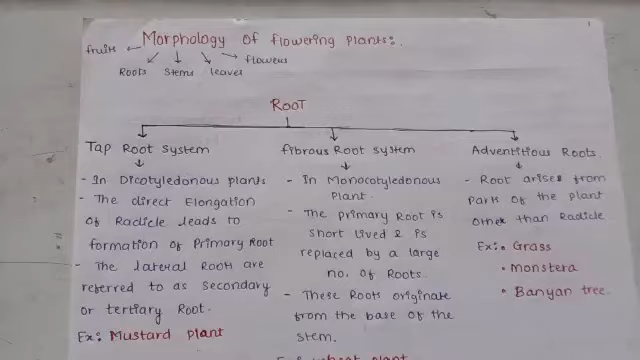 Morphology of flowering plants:.
fruits
Roots Stems leaves flowers
ROOT
Tap Root System
- In Dicotyledonous plants
- The direct Elongation
of Radicle leads to
formation of Primary Root
- The lateral Roots are
referred to as Secondary
or tertiary Root.
Ex: Mustard plant
fibrous Root system
- In Monocotyledonous
Plant.
- The primary Root is
short lived & is
replaced by a large
no. of Roots.
- These Roots originate
from the base of the
stem.
Adventitious Roots.
- Root arises from
parts of the plant
other than Radicle
Ex:. Grass
• Monstera
• Banyan tree.